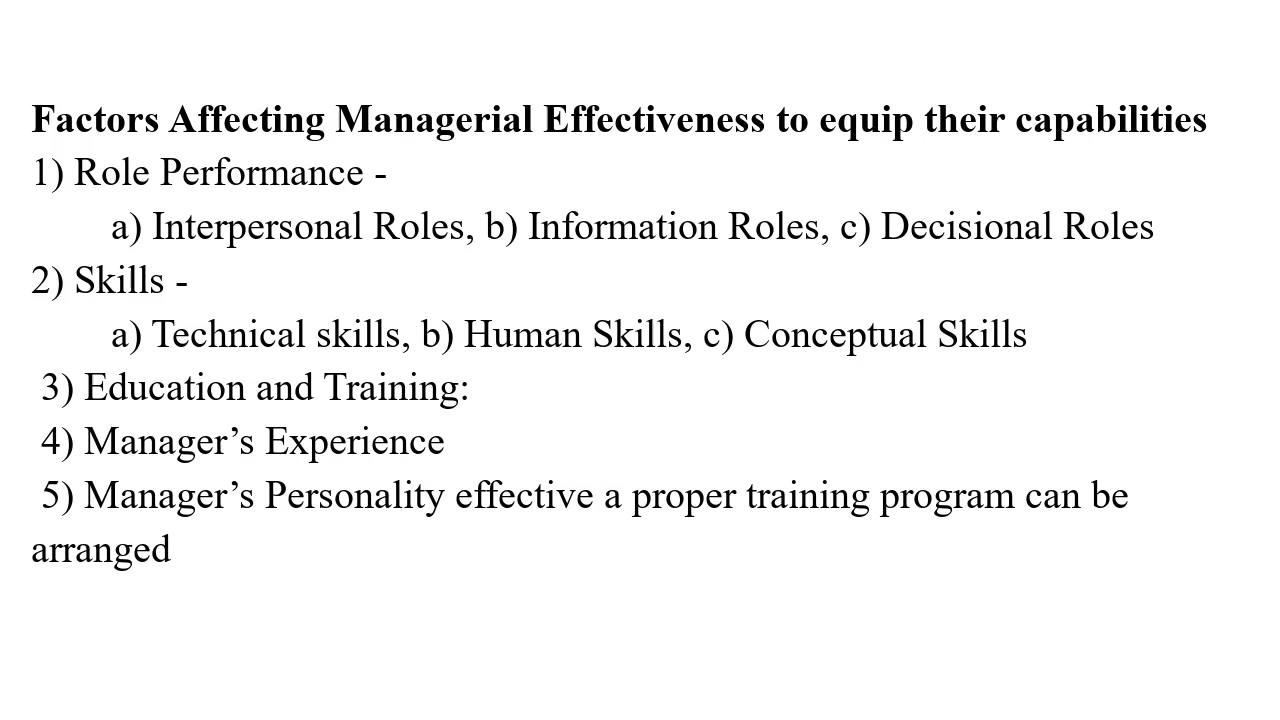 Factors Affecting Managerial Effectiveness to equip their capabilities
1) Role Performance -
a) Interpersonal Roles, b) Information Roles, c) Decisional Roles
2) Skills -
a) Technical skills, b) Human Skills, c) Conceptual Skills
3) Education and Training:
4) Manager’s Experience
5) Manager’s Personality effective a proper training program can be
arranged